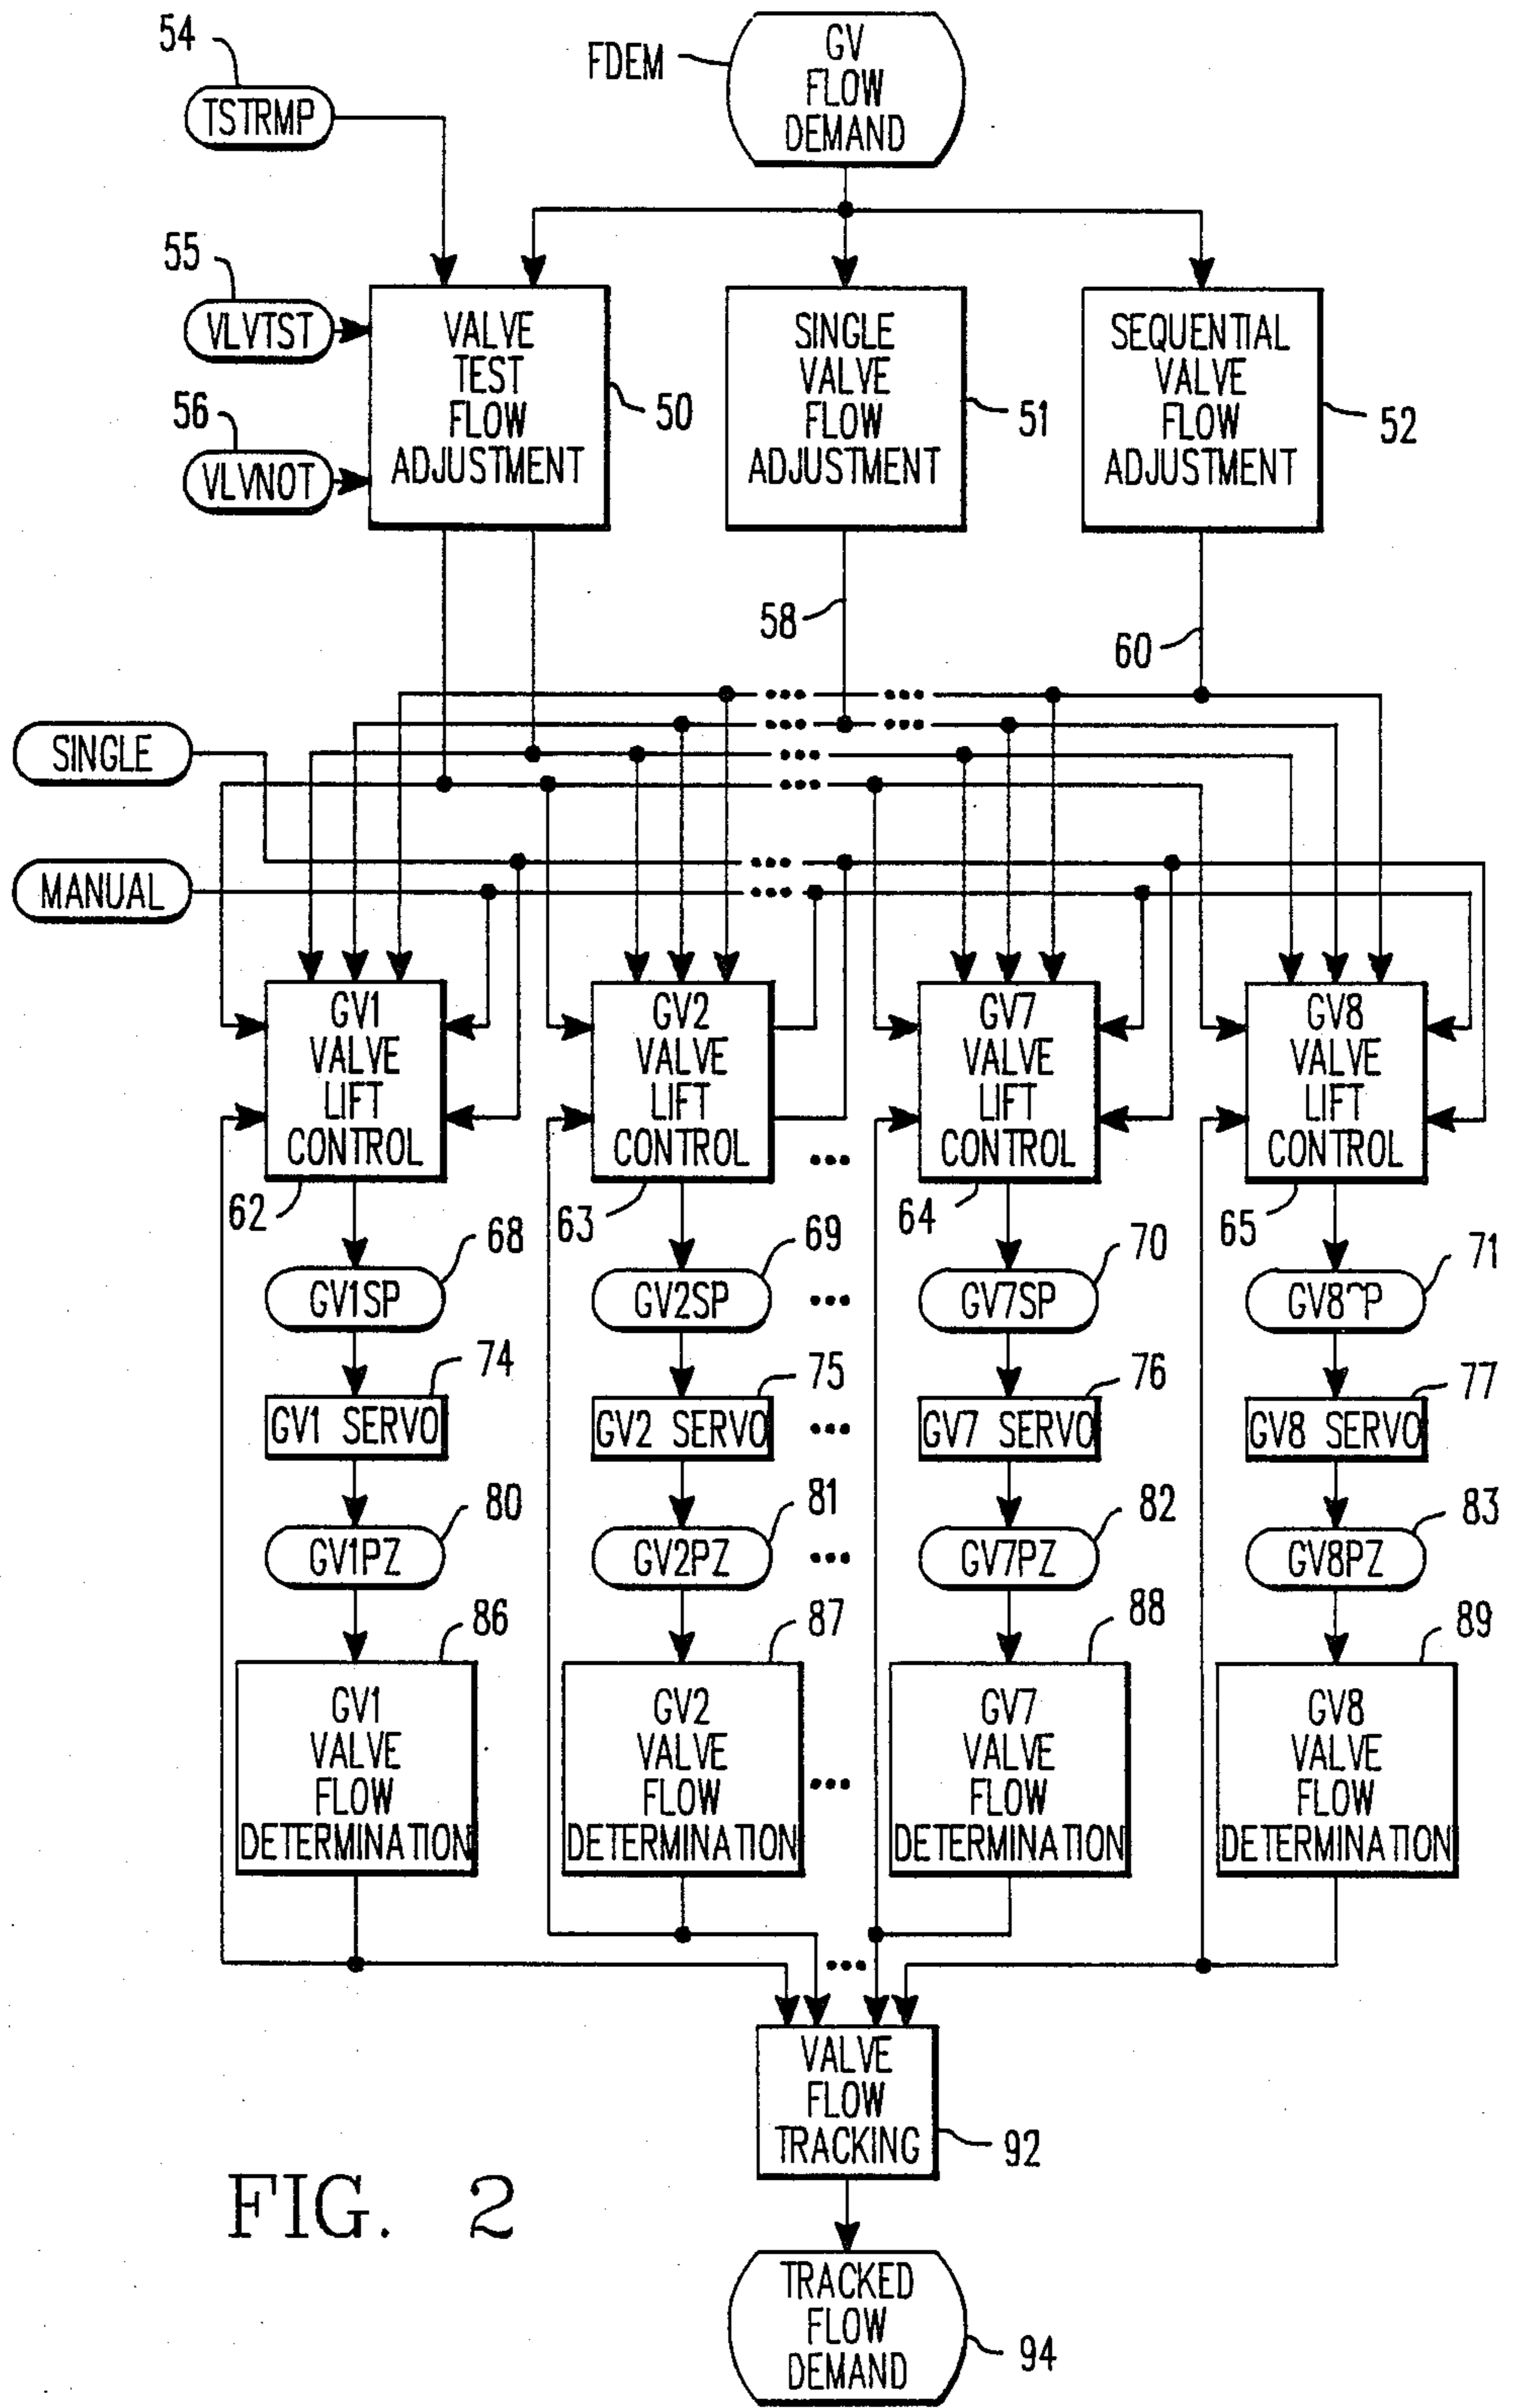 54
TSTRMP
FDEM
GV
FLOW
DEMAND
55
VLVTST
56
VLVNOT
VALVE
TEST
FLOW
ADJUSTMENT
50
SINGLE
VALVE
FLOW
ADJUSTMENT
51
SEQUENTIAL
VALVE
FLOW
ADJUSTMENT
52
58
60
SINGLE
MANUAL
GV1
VALVE
LIFT
CONTROL
62
GV2
VALVE
LIFT
CONTROL
63
GV7
VALVE
LIFT
CONTROL
64
GV8
VALVE
LIFT
CONTROL
65
68
GV1SP
69
GV2SP
70
GV7SP
71
74
GV1 SERVO
75
GV2 SERVO
76
GV7 SERVO
77
GV8 SERVO
80
GV1PZ
81
GV2PZ
82
GV7PZ
83
GV8PZ
86
GV1
VALVE
FLOW
DETERMINATION
87
GV2
VALVE
FLOW
DETERMINATION
88
GV7
VALVE
FLOW
DETERMINATION
89
GV8
VALVE
FLOW
DETERMINATION
VALVE
FLOW
TRACKING
92
FIG. 2
TRACKED
FLOW
DEMAND
94